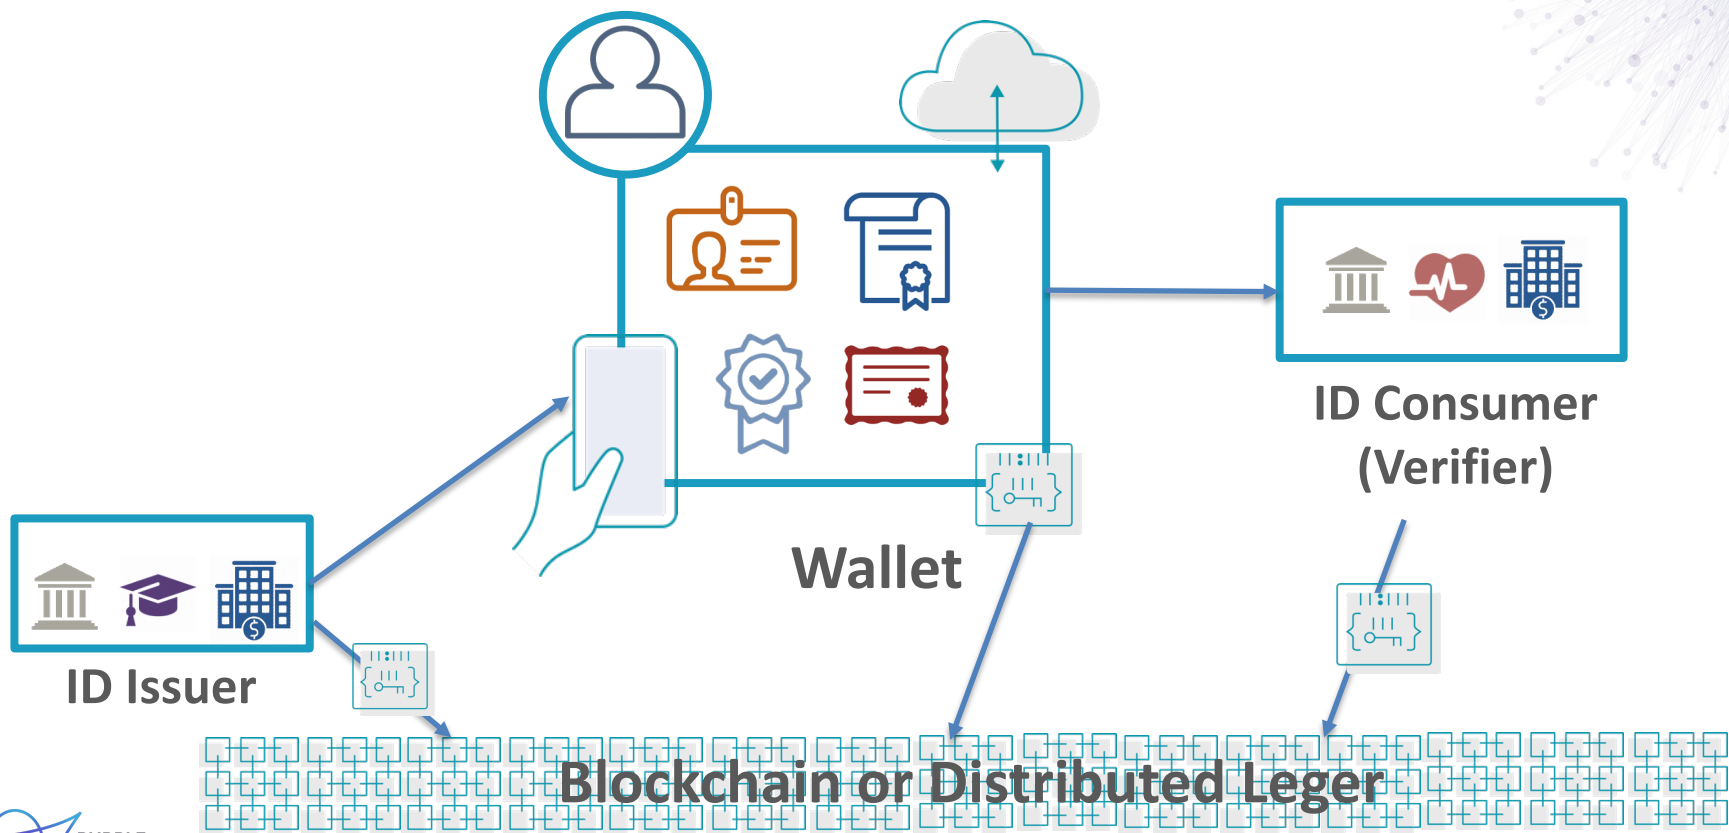 Wallet
ID Consumer
(Verifier)
ID Issuer
Blockchain or Distributed Leger